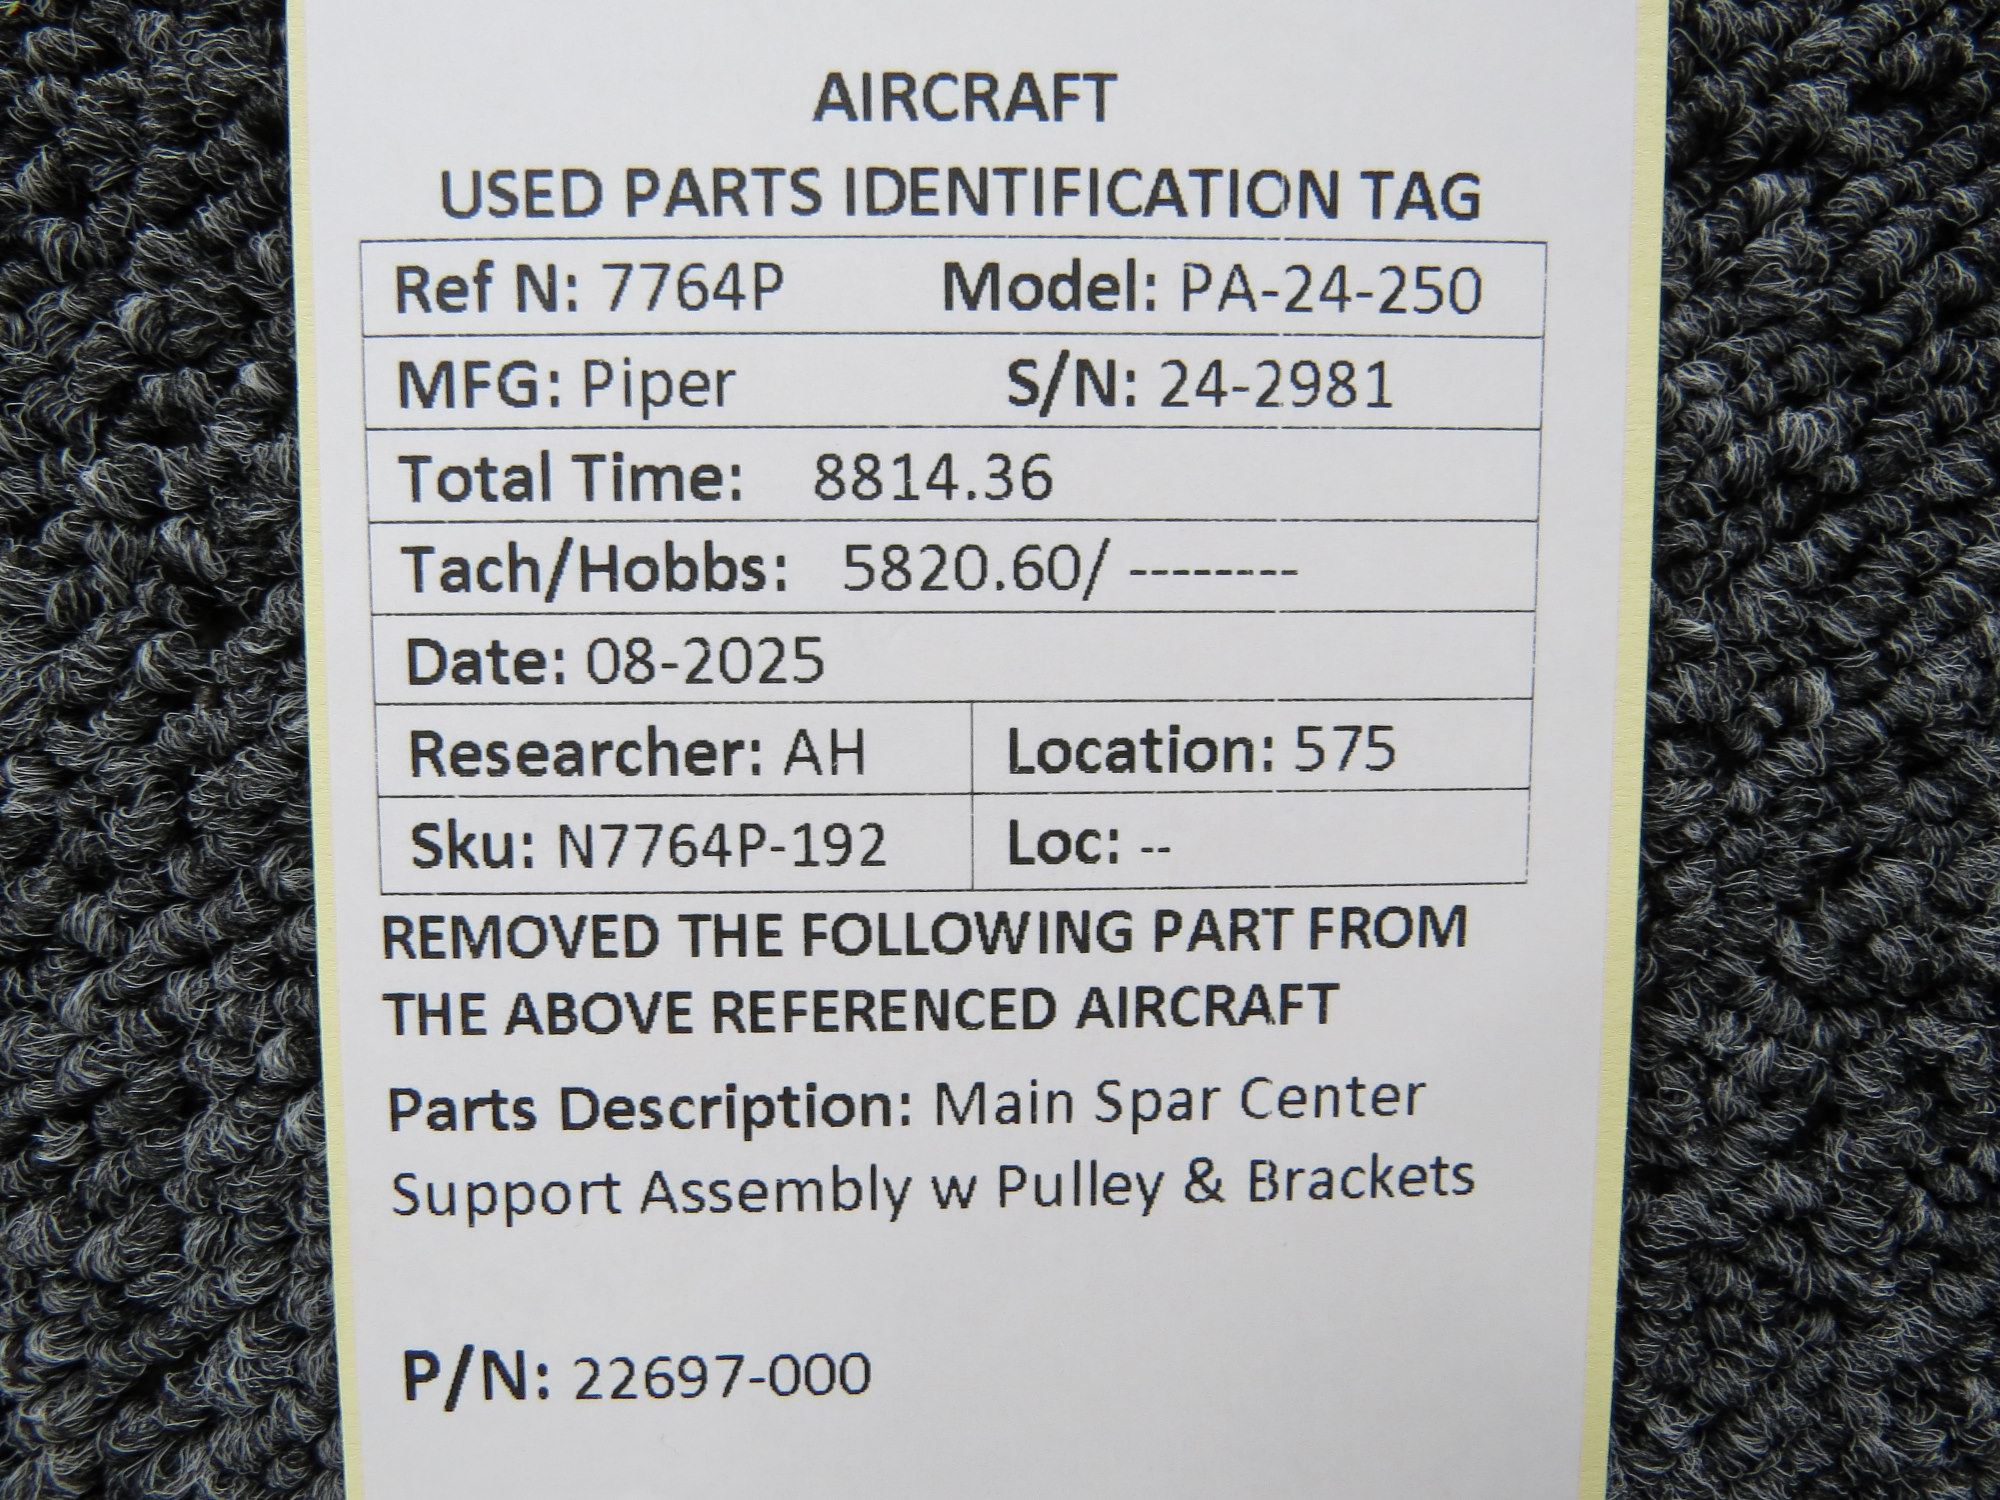 AIRCRAFT
USED PARTS IDENTIFICATION TAG
Ref N: 7764P Model: PA-24-250
MFG: Piper S/N: 24-2981
Total Time: 8814.36
Tach/Hobbs: 5820.60/ --------
Date: 08-2025
Researcher: AH Location: 575
Sku: N7764P-192 Loc: --
REMOVED THE FOLLOWING PART FROM
THE ABOVE REFERENCED AIRCRAFT
Parts Description: Main Spar Center
Support Assembly w Pulley & Brackets
P/N: 22697-000